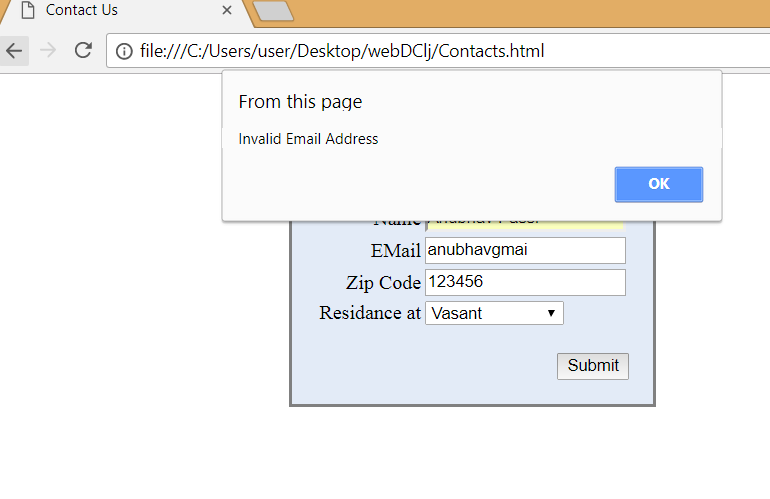 Contact Us
file:///C:/Users/user/Desktop/webDClj/Contacts.html
From this page
Invalid Email Address
OK
Name
EMail anubhavgmai
Zip Code 123456
Residance at Vasant
Submit